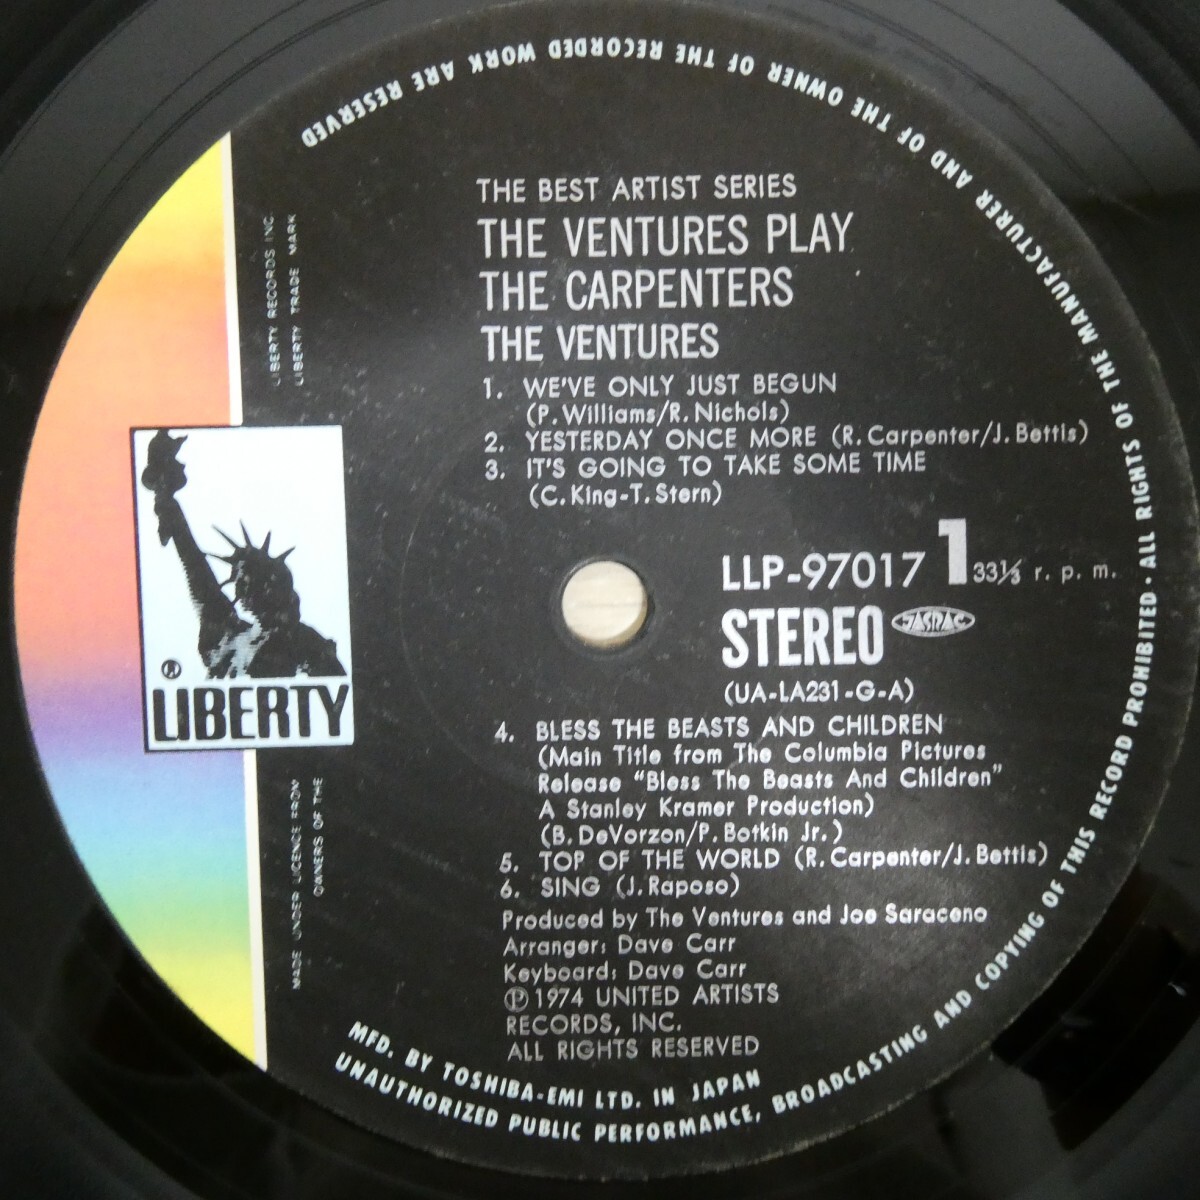 THE BEST ARTIST SERIES
THE VENTURES PLAY
THE CARPENTERS
THE VENTURES
1. WE'VE ONLY JUST BEGUN
(P. Williams/R. Nichols)
2. YESTERDAY ONCE MORE (R. Carpenter/J. Bettis)
3. IT'S GOING TO TAKE SOME TIME
(C. King-T. Stern)
LLP-97017 1 33⅓ r. p. m.
STEREO JASRAC
(UA-LA231-G-A)
4. BLESS THE BEASTS AND CHILDREN
(Main Title from The Columbia Pictures
Release "Bless The Beasts And Children"
A Stanley Kramer Production)
(B. DeVorzon/P. Botkin Jr.)
5. TOP OF THE WORLD (R. Carpenter/J. Bettis)
6. SING (J. Raposo)
Produced by The Ventures and Joe Saraceno
Arranger: Dave Carr
Keyboard: Dave Carr
℗ 1974 UNITED ARTISTS
RECORDS, INC.
ALL RIGHTS RESERVED
LIBERTY RECORDS INC.
LIBERTY TRADE MARK
® LIBERTY
MADE UNDER LICENCE FROM
OWNERS OF THE
MFD. BY TOSHIBA-EMI LTD. IN JAPAN
UNAUTHORIZED PUBLIC PERFORMANCE, BROADCASTING AND COPYING OF THIS RECORD PROHIBITED · ALL RIGHTS OF THE MANUFACTURER AND OF THE OWNER OF THE RECORDED WORK ARE RESERVED